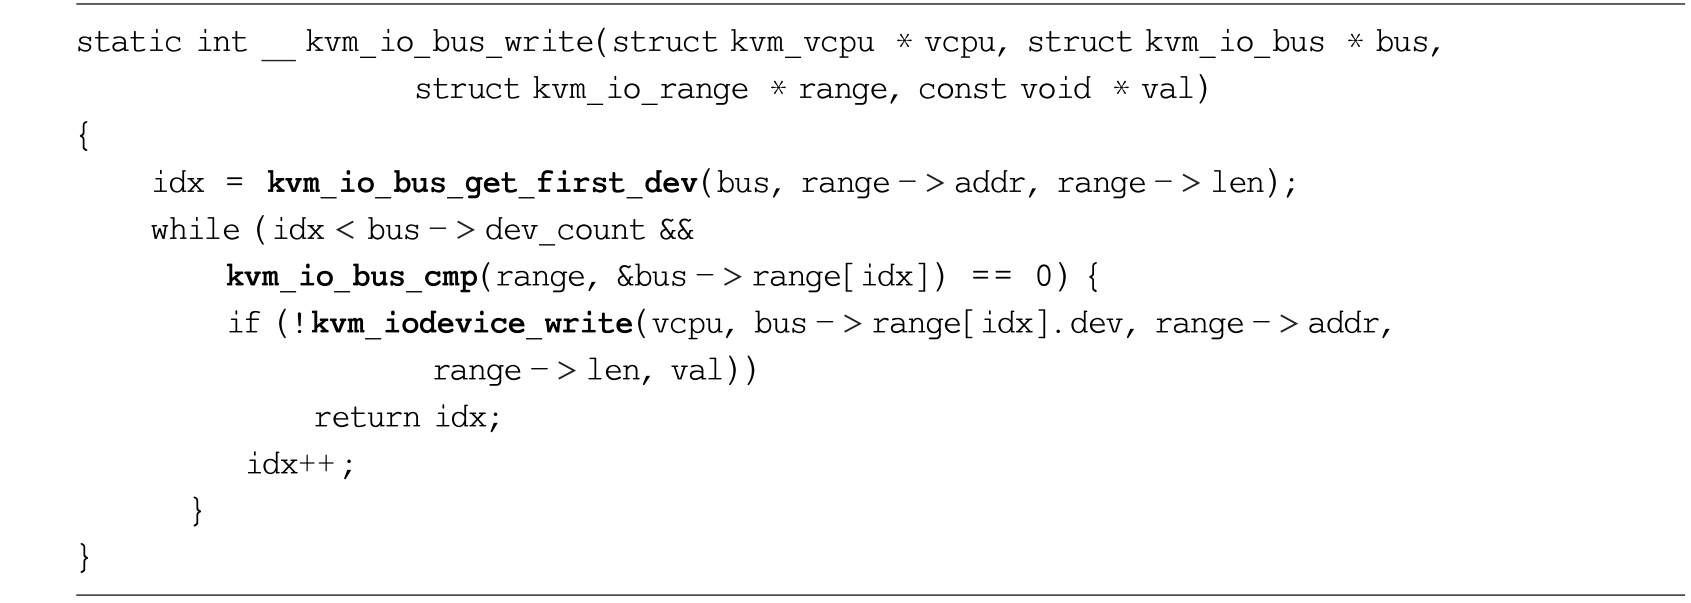 static int __ kvm_io_bus_write(struct kvm_vcpu * vcpu, struct kvm_io_bus * bus,
struct kvm_io_range * range, const void * val)
{
idx = kvm_io_bus_get_first_dev(bus, range -> addr, range -> len);
while (idx < bus -> dev_count &&
kvm_io_bus_cmp(range, &bus -> range[idx]) == 0) {
if (!kvm_iodevice_write(vcpu, bus -> range[idx].dev, range -> addr,
range -> len, val))
return idx;
idx++;
}
}